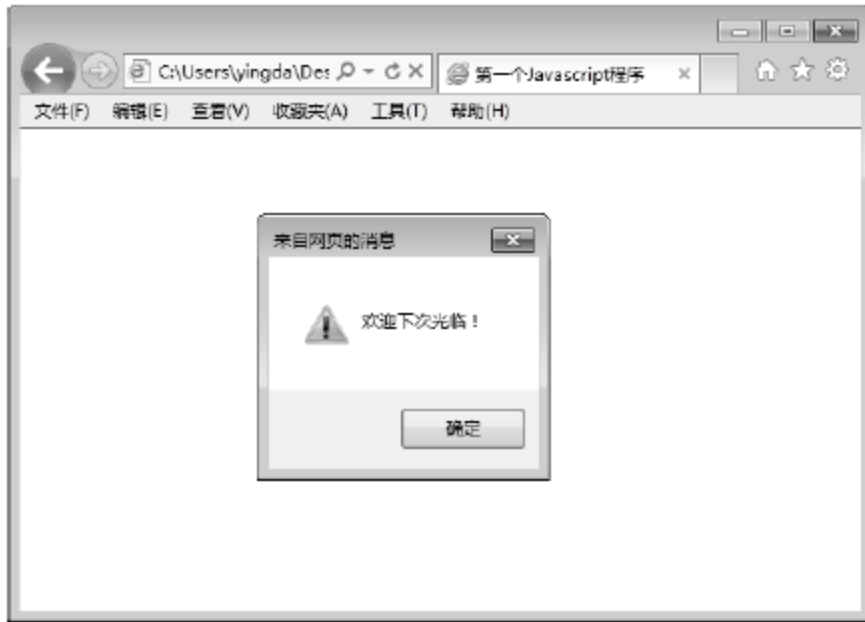 C:\Users\yingda\Des
第一个Javascript程序
文件(F) 编辑(E) 查看(V) 收藏夹(A) 工具(T) 帮助(H)
来自网页的消息
欢迎下次光临！
确定